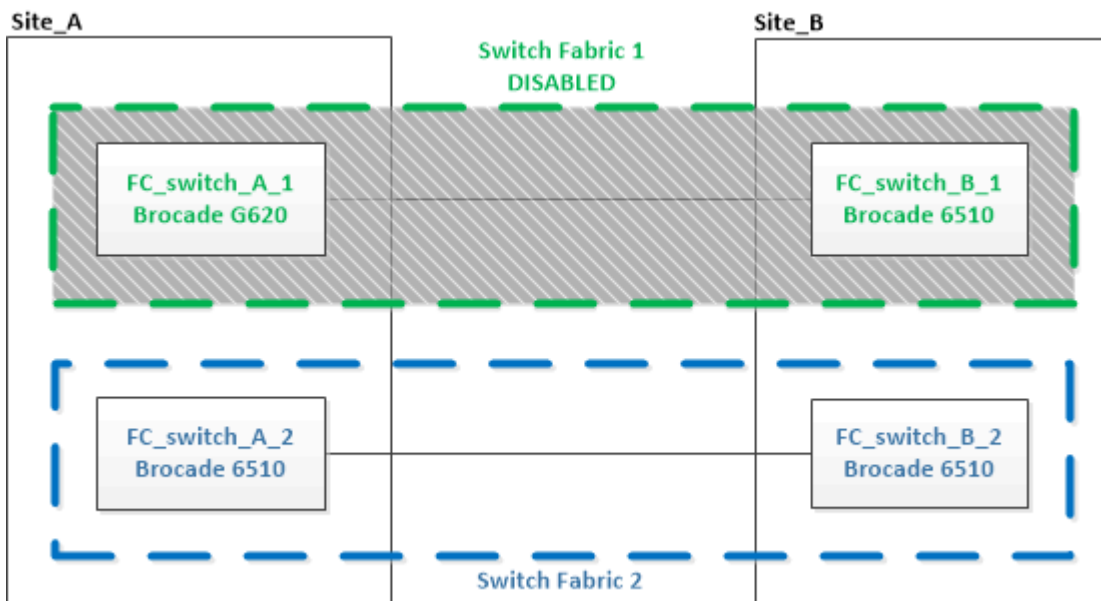 Site_A
Site_B
Switch Fabric 1
DISABLED
FC_switch_A_1
Brocade G620
FC_switch_B_1
Brocade 6510
FC_switch_A_2
Brocade 6510
FC_switch_B_2
Brocade 6510
Switch Fabric 2